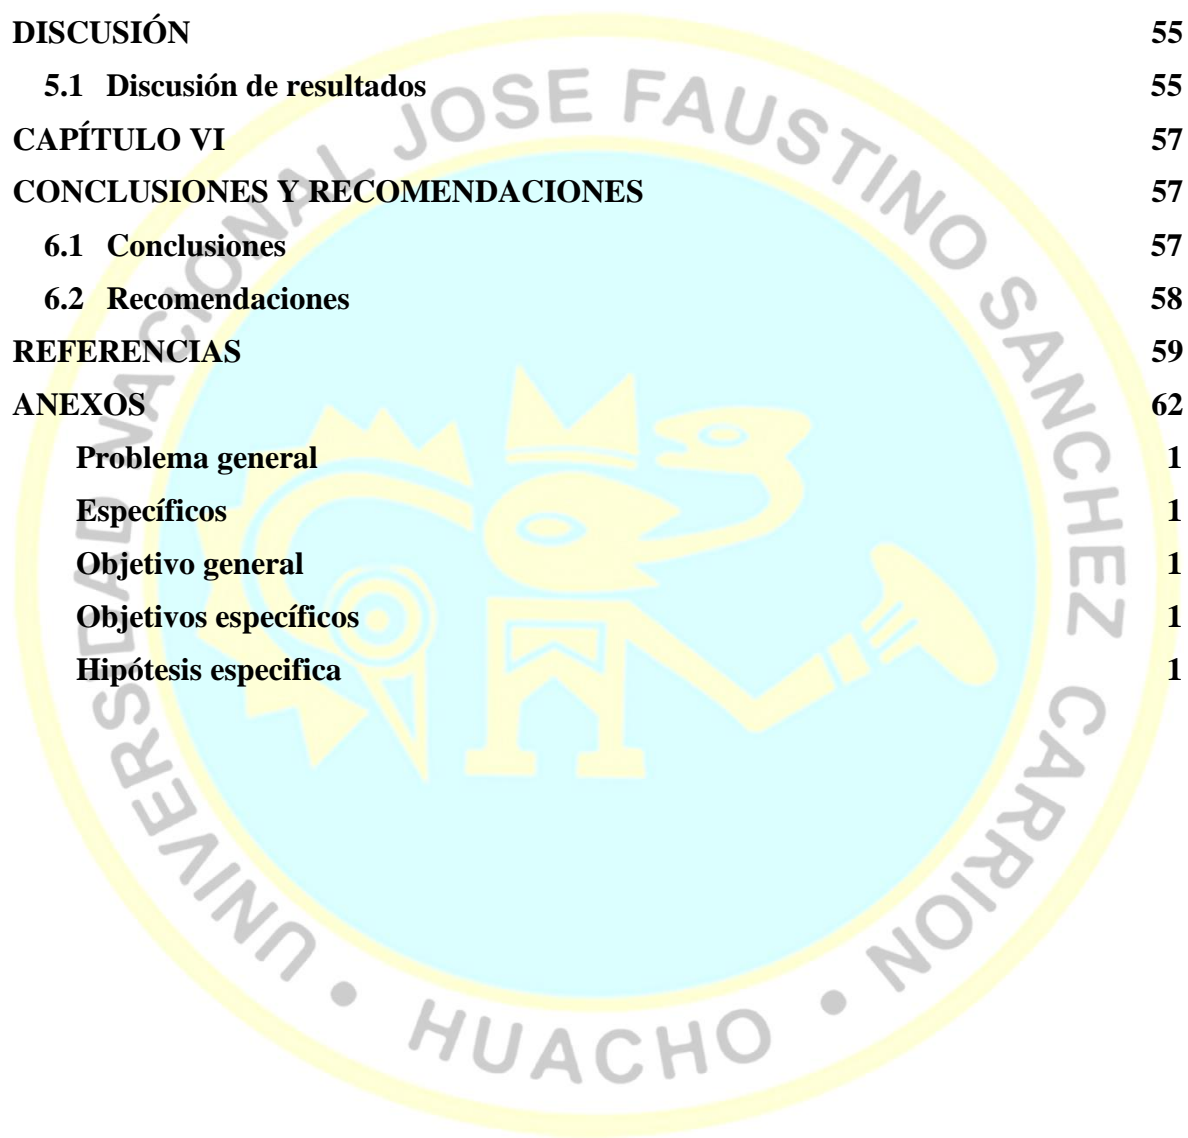 DISCUSIÓN 55
5.1 Discusión de resultados 55
CAPÍTULO VI 57
CONCLUSIONES Y RECOMENDACIONES 57
6.1 Conclusiones 57
6.2 Recomendaciones 58
REFERENCIAS 59
ANEXOS 62
Problema general 1
Específicos 1
Objetivo general 1
Objetivos específicos 1
Hipótesis especifica 1
UNIVERSIDAD NACIONAL JOSE FAUSTINO SANCHEZ CARRION • HUACHO •